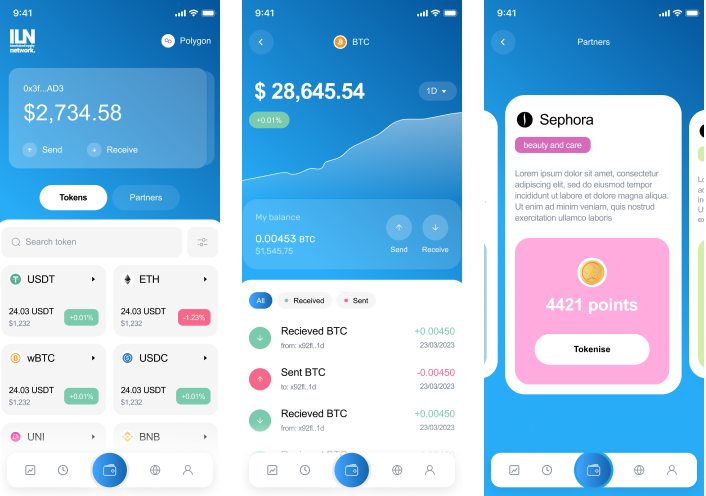 9:41
ILN
network.
Polygon
0x3f...AD3
$2,734.58
Send
Receive
Tokens
Partners
Search token
USDT
24.03 USDT
$1,232
+0.01%
ETH
24.03 USDT
$1,232
-1.23%
wBTC
24.03 USDT
$1,232
+0.01%
USDC
24.03 USDT
$1,232
+0.01%
UNI
BNB
9:41
BTC
$ 28,645.54
1D
+0.01%
My balance
0.00453 BTC
$1,545.75
Send
Receive
All
Received
Sent
Recieved BTC
+0.00450
from: x92fl..1d
23/03/2023
Sent BTC
-0.00450
to: x92fl..1d
23/03/2023
Recieved BTC
+0.00450
from: x92fl..1d
23/03/2023
Recieved BTC
+0.00450
9:41
Partners
Sephora
beauty and care
Lorem ipsum dolor sit amet, consectetur
adipiscing elit, sed do eiusmod tempor
incididunt ut labore et dolore magna aliqua.
Ut enim ad minim veniam, quis nostrud
exercitation ullamco laboris
4421 points
Tokenise